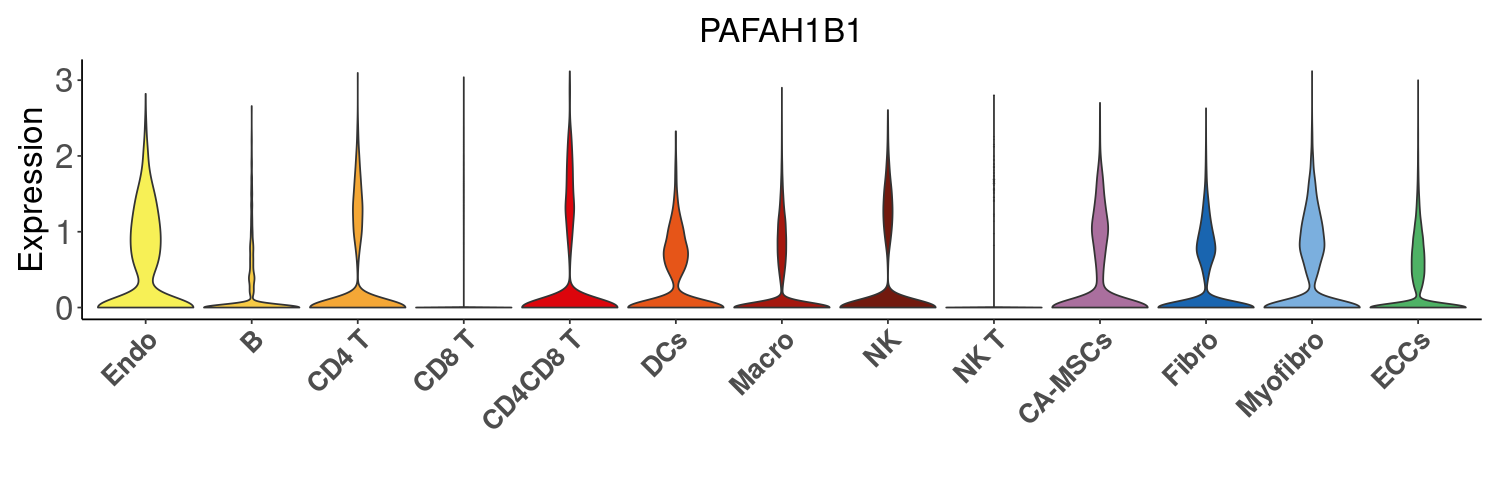 PAFAH1B1
Expression
3
2
1
0
Endo
B
CD4 T
CD8 T
CD4CD8 T
DCs
Macro
NK
NK T
CA-MSCs
Fibro
Myofibro
ECCs